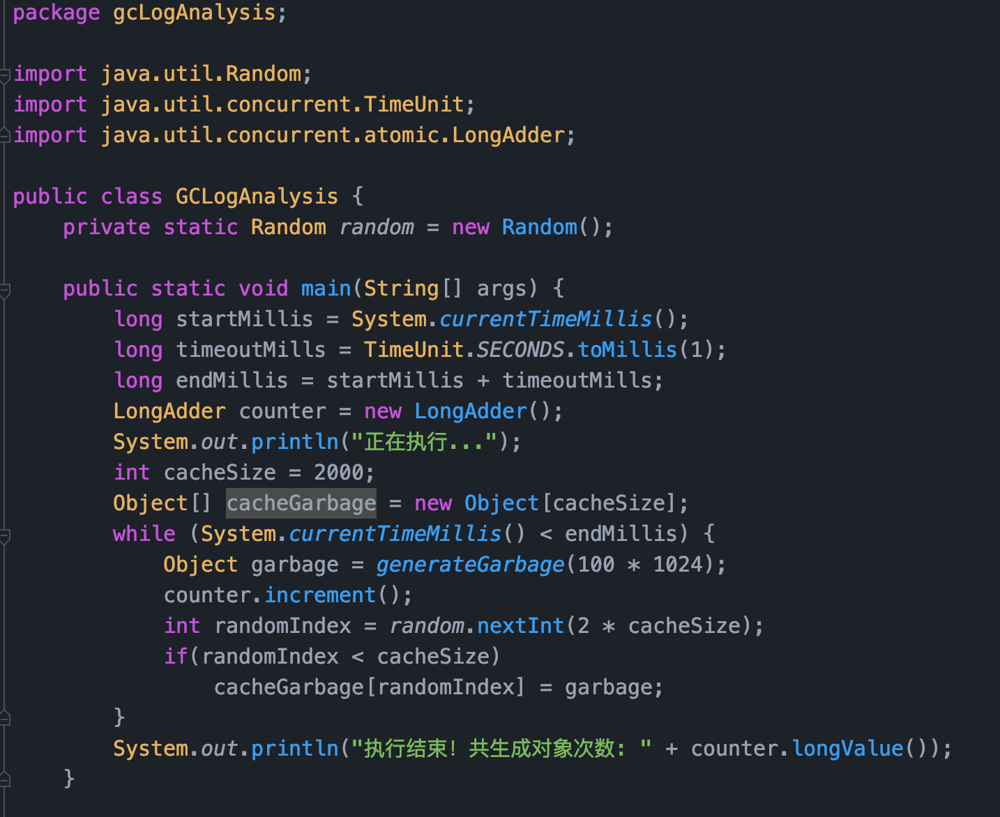 package gcLogAnalysis;
import java.util.Random;
import java.util.concurrent.TimeUnit;
import java.util.concurrent.atomic.LongAdder;
public class GCLogAnalysis {
    private static Random random = new Random();
    public static void main(String[] args) {
        long startMillis = System.currentTimeMillis();
        long timeoutMills = TimeUnit.SECONDS.toMillis(1);
        long endMillis = startMillis + timeoutMills;
        LongAdder counter = new LongAdder();
        System.out.println("正在执行...");
        int cacheSize = 2000;
        Object[] cacheGarbage = new Object[cacheSize];
        while (System.currentTimeMillis() < endMillis) {
            Object garbage = generateGarbage(100 * 1024);
            counter.increment();
            int randomIndex = random.nextInt(2 * cacheSize);
            if(randomIndex < cacheSize)
                cacheGarbage[randomIndex] = garbage;
        }
        System.out.println("执行结束！共生成对象次数：" + counter.longValue());
    }